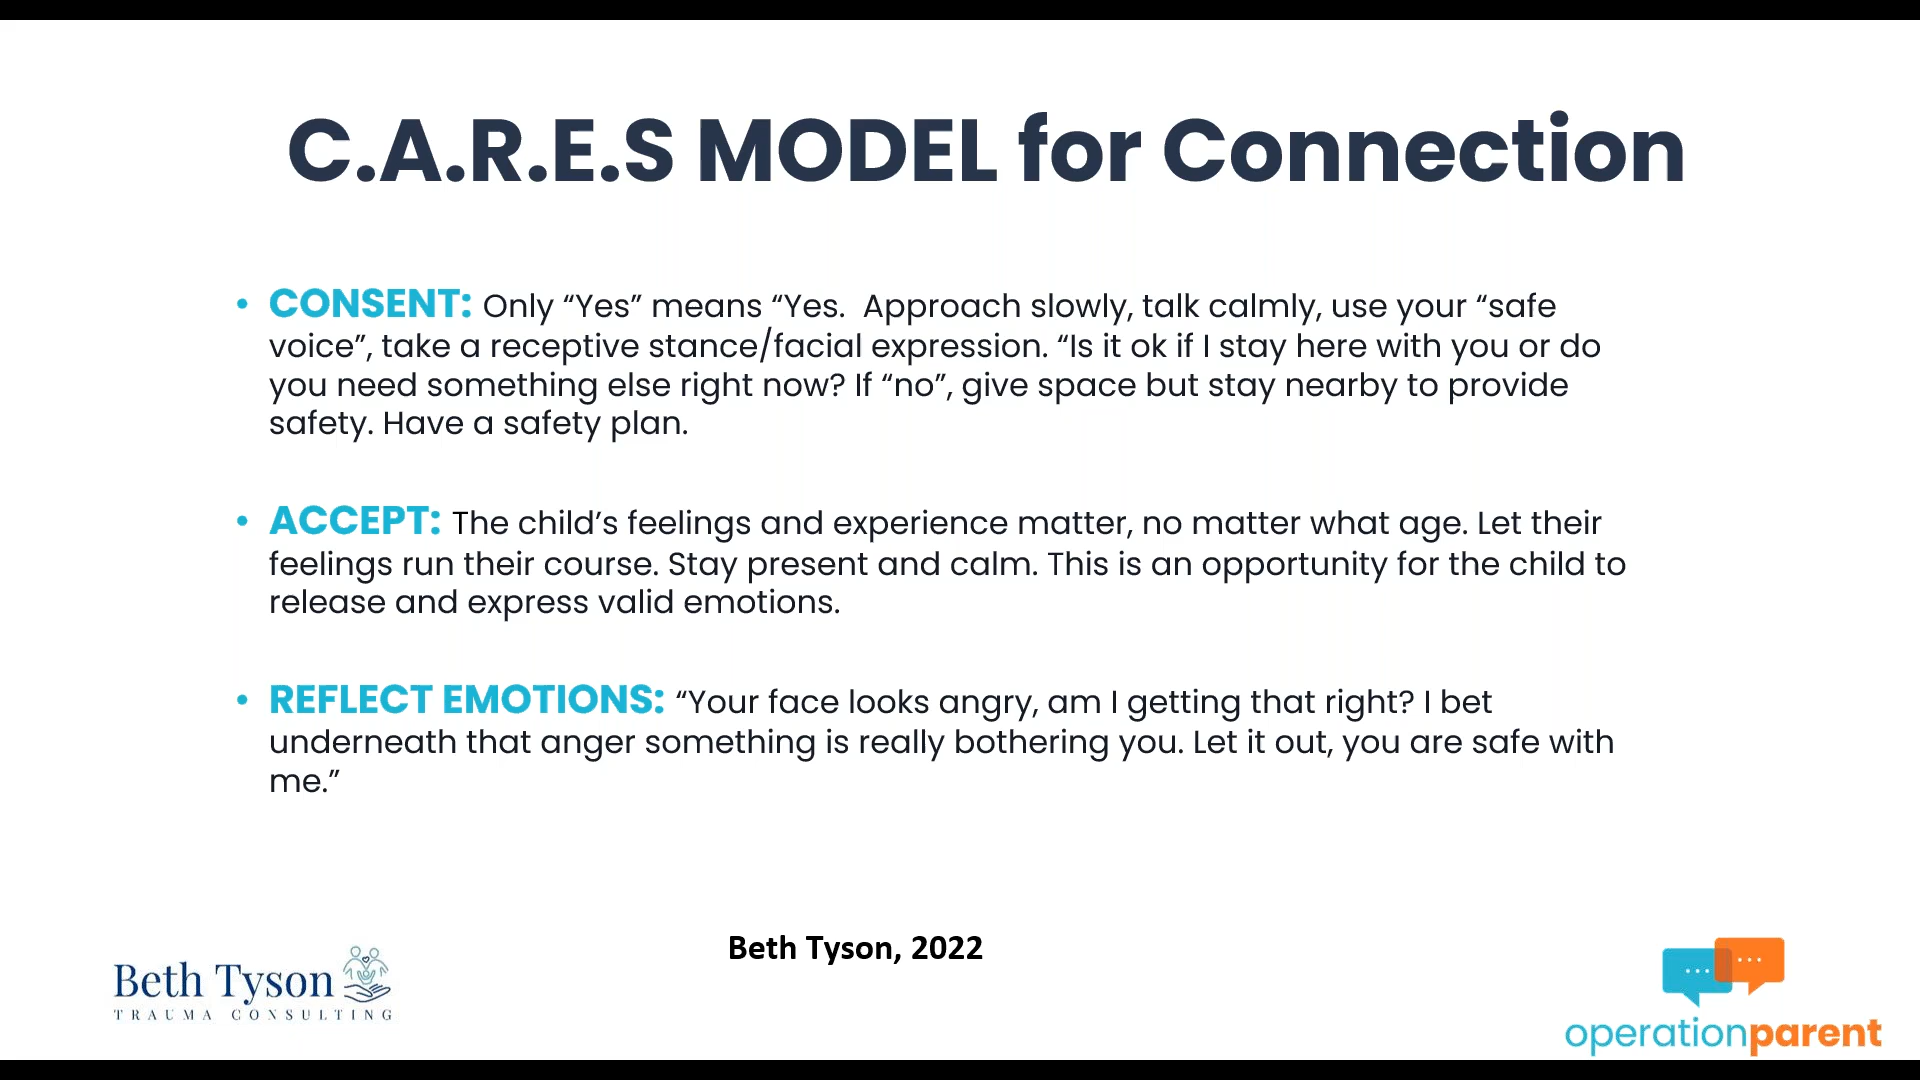 C.A.R.E.S MODEL for Connection
• CONSENT: Only “Yes” means “Yes.  Approach slowly, talk calmly, use your “safe
voice”, take a receptive stance/facial expression. “Is it ok if I stay here with you or do
you need something else right now? If “no”, give space but stay nearby to provide
safety. Have a safety plan.
• ACCEPT: The child’s feelings and experience matter, no matter what age. Let their
feelings run their course. Stay present and calm. This is an opportunity for the child to
release and express valid emotions.
• REFLECT EMOTIONS: “Your face looks angry, am I getting that right? I bet
underneath that anger something is really bothering you. Let it out, you are safe with
me.”
Beth Tyson, 2022
Beth Tyson
TRAUMA CONSULTING
operationparent